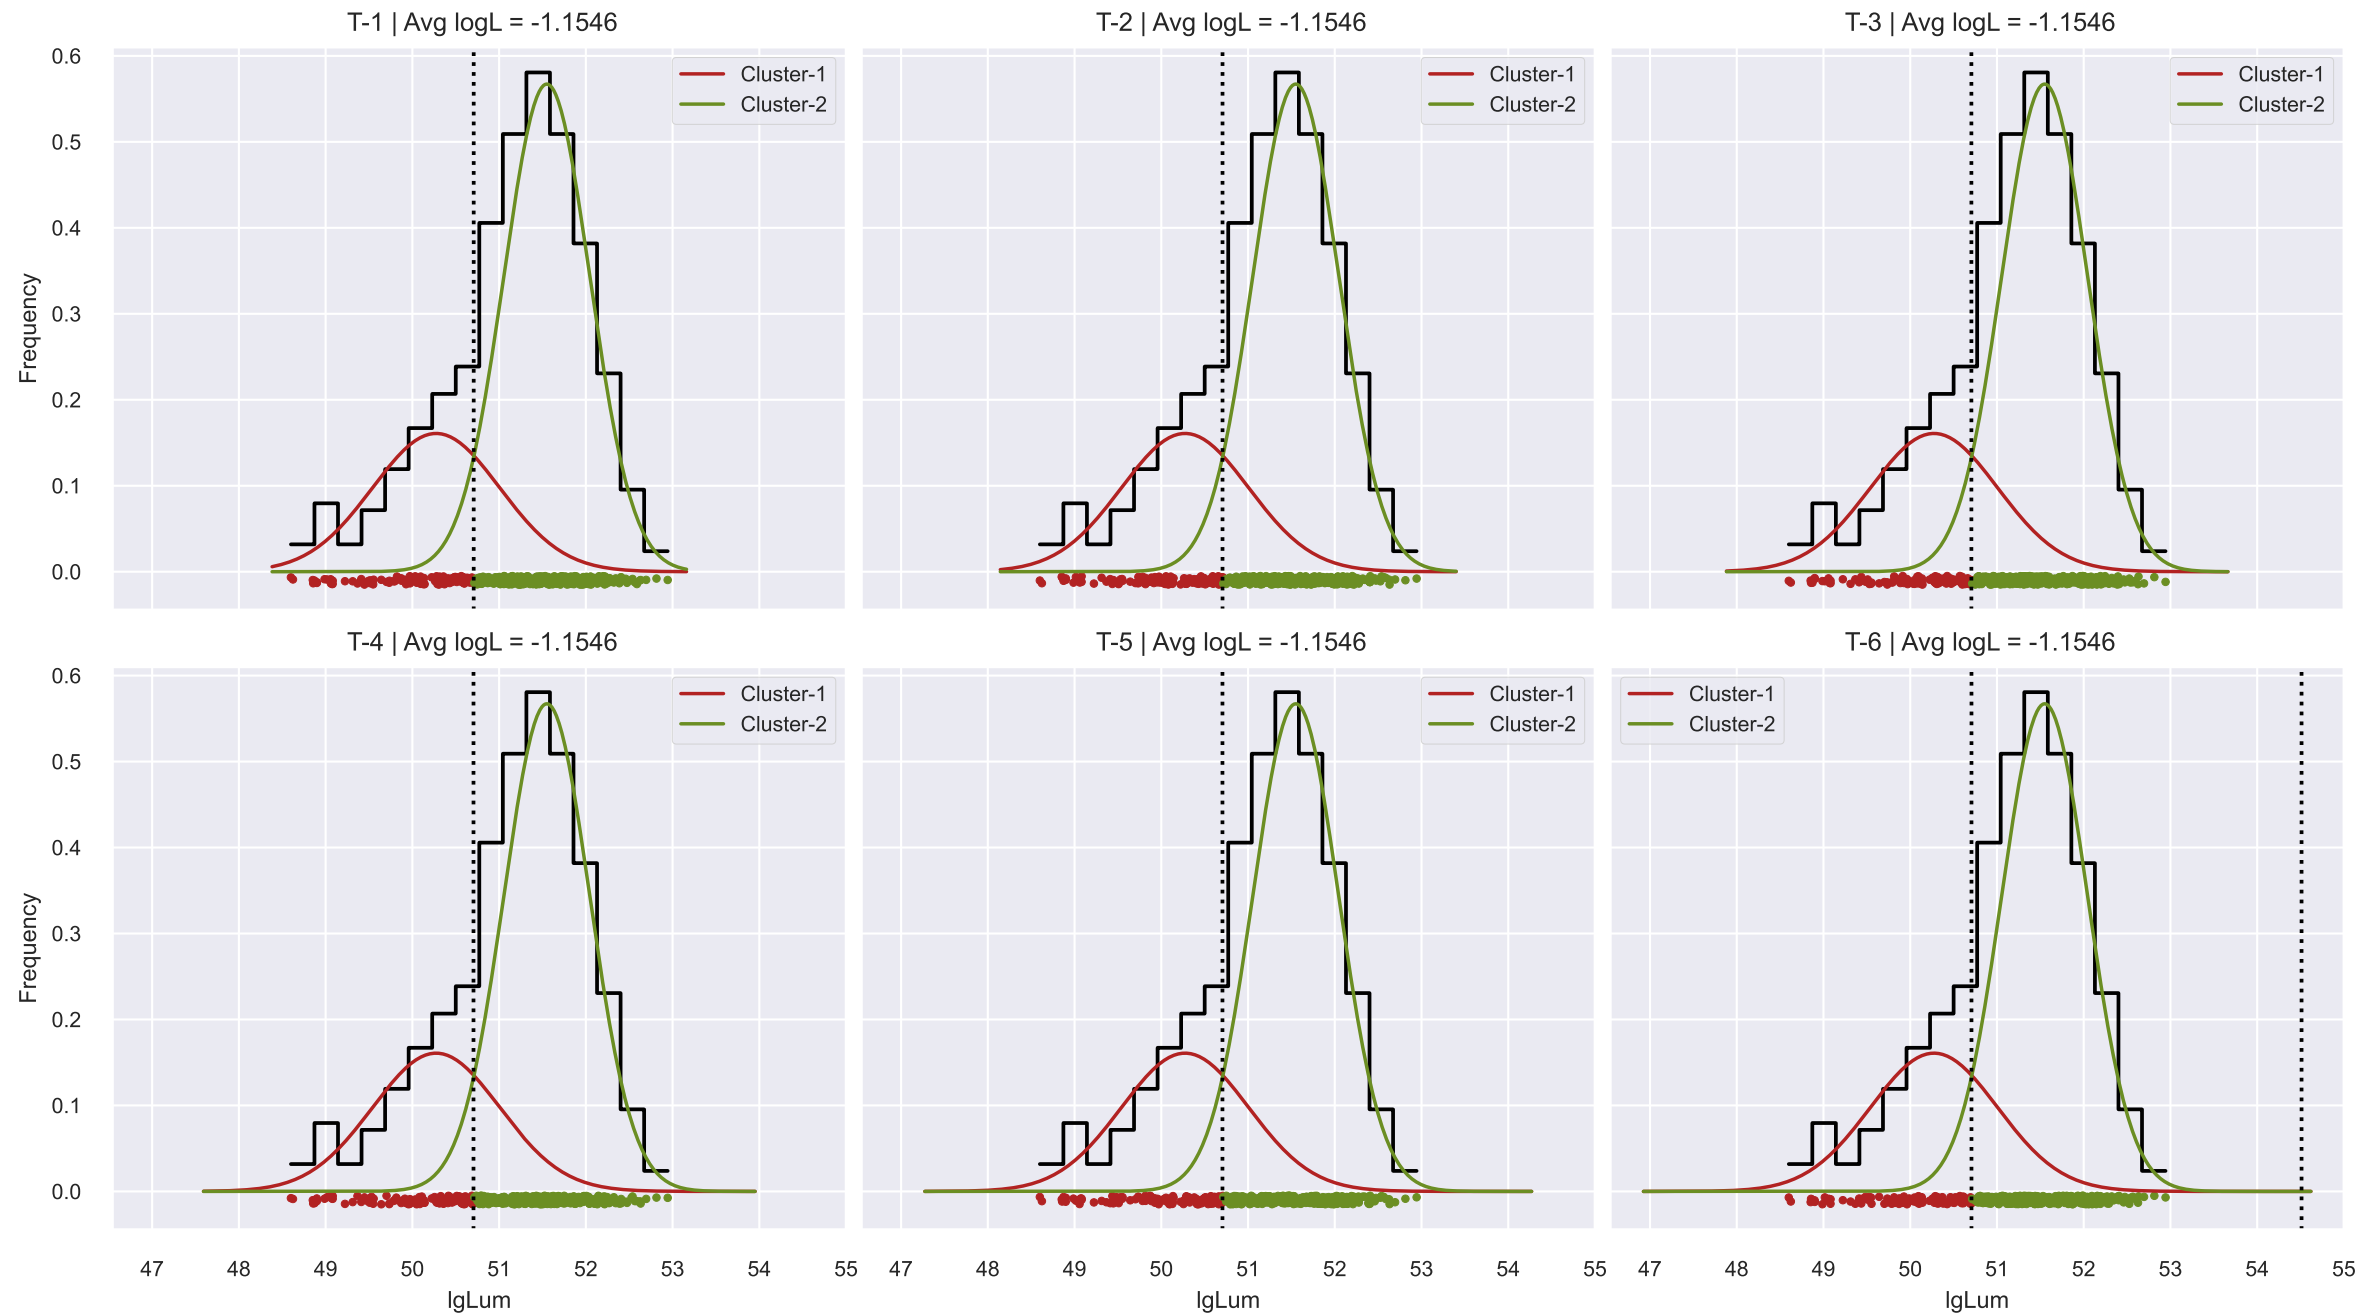 T-1 | Avg logL = -1.1546
T-2 | Avg logL = -1.1546
T-3 | Avg logL = -1.1546
0.6
0.5
0.4
0.3
0.2
0.1
0.0
Frequency
Cluster-1
Cluster-2
Cluster-1
Cluster-2
Cluster-1
Cluster-2
T-4 | Avg logL = -1.1546
T-5 | Avg logL = -1.1546
T-6 | Avg logL = -1.1546
0.6
0.5
0.4
0.3
0.2
0.1
0.0
Frequency
Cluster-1
Cluster-2
Cluster-1
Cluster-2
Cluster-1
Cluster-2
47 48 49 50 51 52 53 54 55
47 48 49 50 51 52 53 54 55
47 48 49 50 51 52 53 54 55
lgLum
lgLum
lgLum